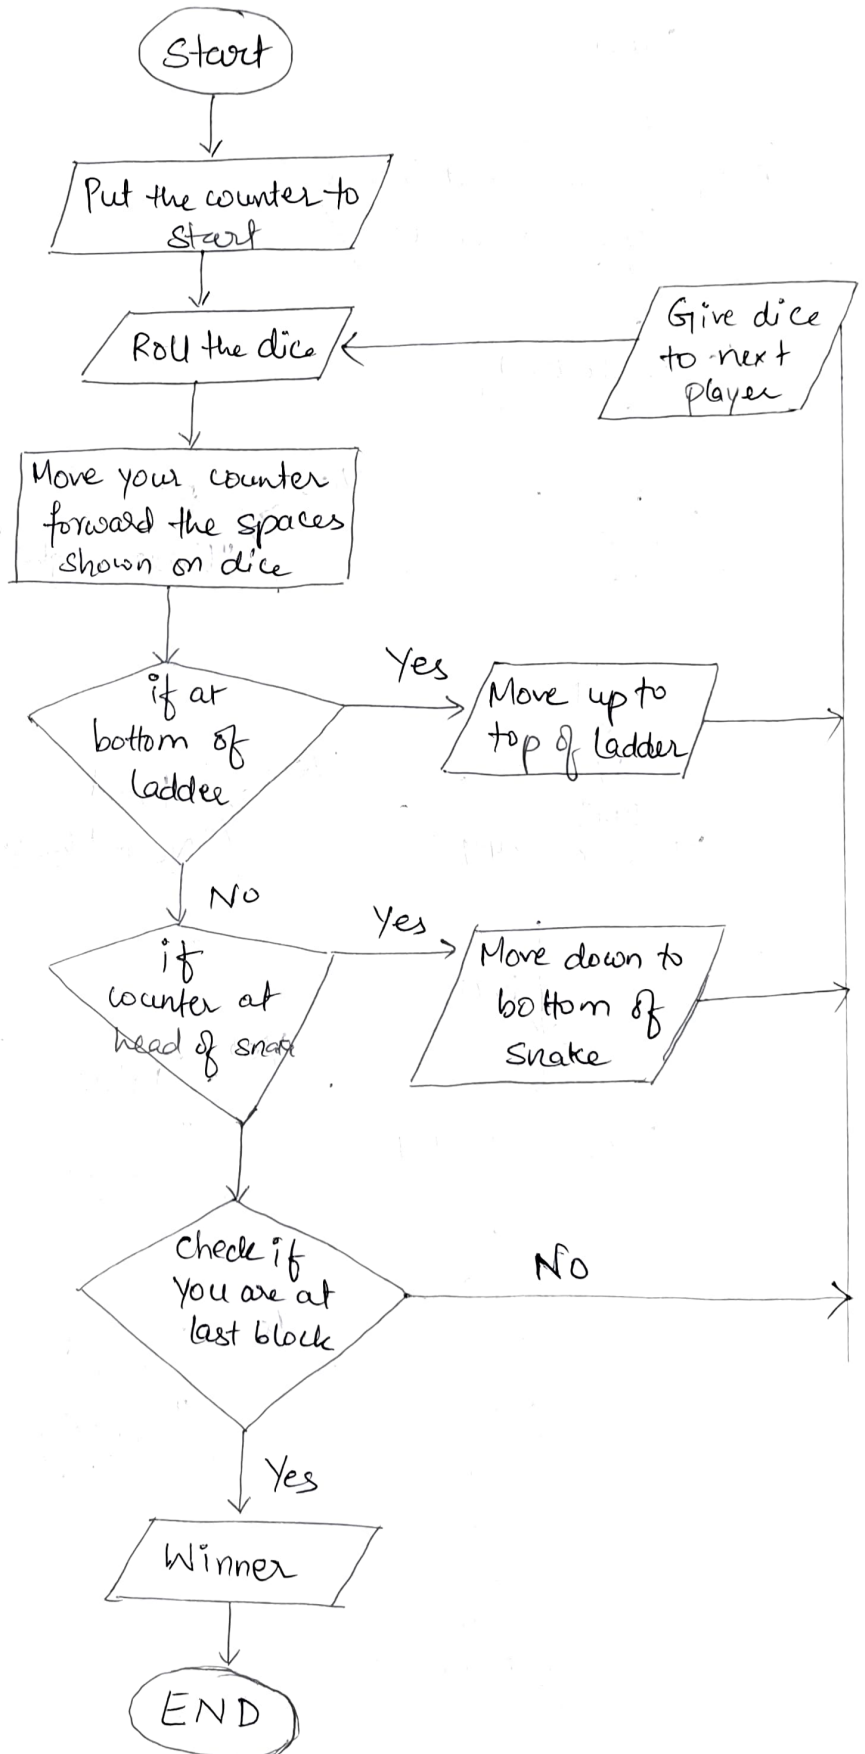 Start
Put the counter to
start
Roll the dice
Give dice
to next
player
Move your counter
forward the spaces
shown on dice
if at
bottom of
ladder
Yes
Move up to
top of ladder
No
if
counter at
head of snake
Yes
Move down to
bottom of
snake
Check if
you are at
last block
No
Yes
Winner
END